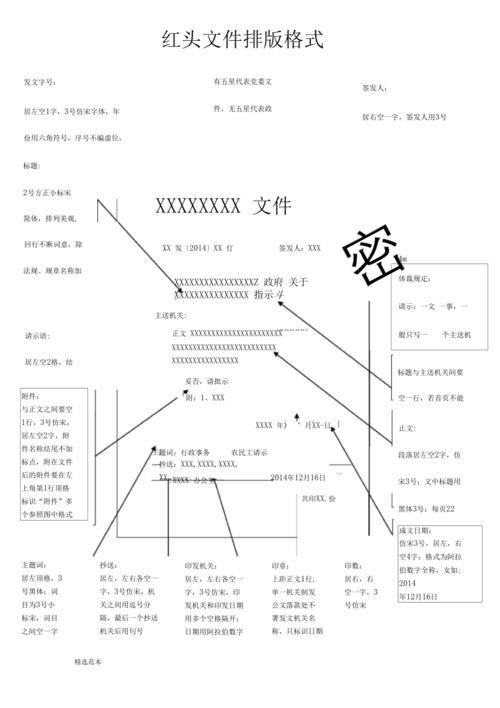 红头文件排版格式
发文字号：
居左空1字，3号仿宋字体、年
份用六角符号、序号不编虚位，
有五星代表党委文
件，无五星代表政
签发人：
居右空一字，签发人用3号
标题:
2号方正小标宋
简体，排列美观,
回行不断词意，除
法规、规章名称加
XXXXXXXX 文件
XX 发〔2014〕XX 仃
签发人：XXX
密
XXXXXXXXXXXXXXXXZ 政府 关于
XXXXXXXXXXXXXX 指示
主送机关:
正文 XXXXXXXXXXXXXXXXXXXXXXX
XXXXXXXXXXXXXXXXXXXXXXXXXX
XXXXXXXXXXXXXXXX
妥否，请批示
附：1、XXX
XXXX 年 月XX-日
体裁规疋:
请示：一文 一事，一
般只写一 个主送机
标题与主送机关间要
空一行，若首页不能
请示语:
居左空2格，结
附件:
与正文之间要空
1行，3号仿宋，
居左空2字，附
件名称结尾不加
标点，附在文件
后的附件要在左
上角第1行顶格
标识“附件”多
个参照图中格式
主题词：行政事务 农民工请示
抄送：XXX,XXXX,XXXX,
XX,XXXX 办公室
2014年12月16日
共印XX.份
止文:
段落居左空2字，仿
宋3号；文中标题用
黑体3号；每页22
成文日期:
仿宋3号，居左，右
空4字；格式为阿拉
伯数字全称，女如:
2014
年12月16日
主题词:
居左顶格，3
号黑体；词
目为3号小
标宋，词目
之间空一字
抄送:
居左，左右各空一
字，3号仿宋，机
关之间用逗号分
隔，最后一个抄送
机关后用句号
印发机关:
居左，左右各空一
字，3号仿宋，印
发机关和印发日期
用多个空格隔开；
日期用阿拉伯数字
印章:
上距正文1行,
单一机关制发
公文落款处不
署发文机关名
称，只标识日期
印数:
居右，右
空一字，3
号仿宋
精选范本